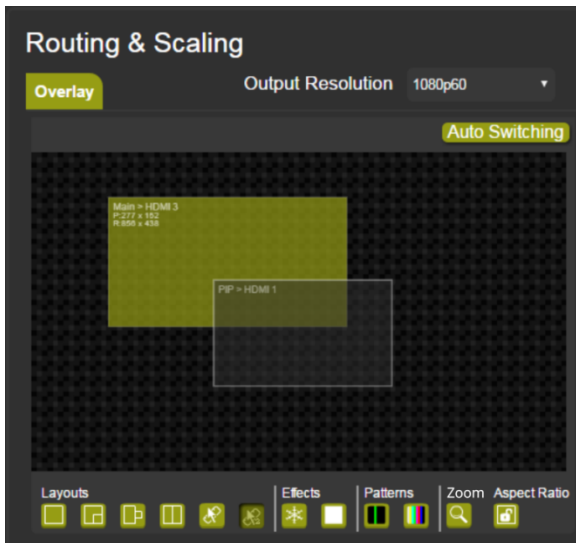 Routing & Scaling
Overlay
Output Resolution
1080p60
Auto Switching
Main > HDMI 3
P:277 x 152
R:855 x 438
PIP > HDMI 1
Layouts
Effects
Patterns
Zoom
Aspect Ratio